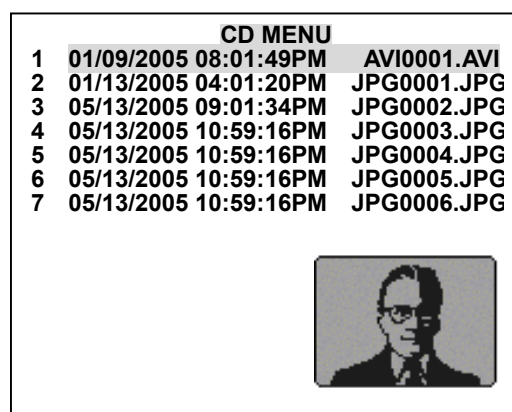 CD MENU
1 01/09/2005 08:01:49PM AVI0001.AVI
2 01/13/2005 04:01:20PM JPG0001.JPG
3 05/13/2005 09:01:34PM JPG0002.JPG
4 05/13/2005 10:59:16PM JPG0003.JPG
5 05/13/2005 10:59:16PM JPG0004.JPG
6 05/13/2005 10:59:16PM JPG0005.JPG
7 05/13/2005 10:59:16PM JPG0006.JPG